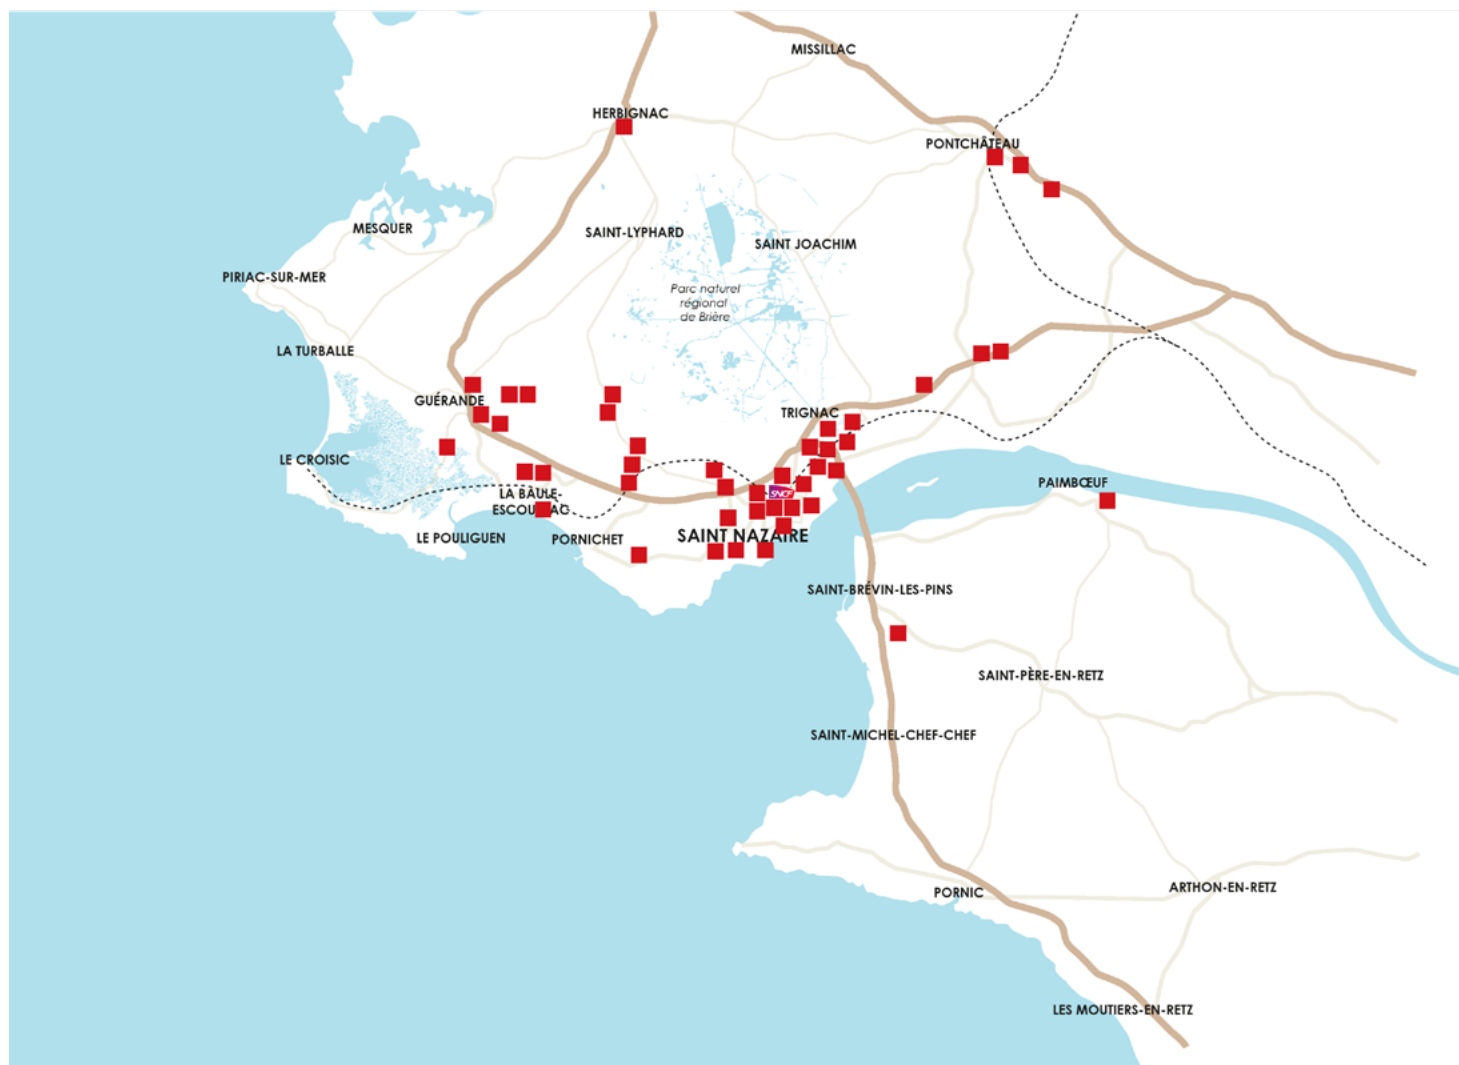 MISSILLAC
HERBIGNAC
PONTCHÂTEAU
MESQUER
SAINT-LYPHARD
SAINT JOACHIM
PIRIAC-SUR-MER
Parc naturel
régional
de Brière
LA TURBALLE
GUÉRANDE
TRIGNAC
LE CROISIC
PAIMBŒUF
LA BAULE-
ESCOUBLAC
SNCF
LE POULIGUEN
PORNICHET
SAINT NAZAIRE
SAINT-BRÉVIN-LES-PINS
SAINT-PÈRE-EN-RETZ
SAINT-MICHEL-CHEF-CHEF
PORNIC
ARTHON-EN-RETZ
LES MOUTIERS-EN-RETZ